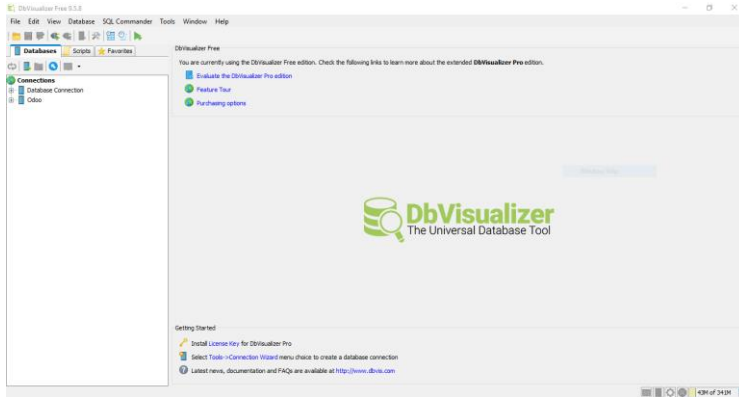 DbVisualizer Free 9.5.8
File Edit View Database SQL Commander Tools Window Help
Databases Scripts Favorites
Connections
Database Connection
Odoo
DbVisualizer Free
You are currently using the DbVisualizer Free edition. Check the following links to learn more about the extended DbVisualizer Pro edition.
Evaluate the DbVisualizer Pro edition
Feature Tour
Purchasing options
DbVisualizer
The Universal Database Tool
Getting Started
Install License Key for DbVisualizer Pro
Select Tools->Connection Wizard menu choice to create a database connection
Latest news, documentation and FAQs are available at http://www.dbvis.com
43M of 341M